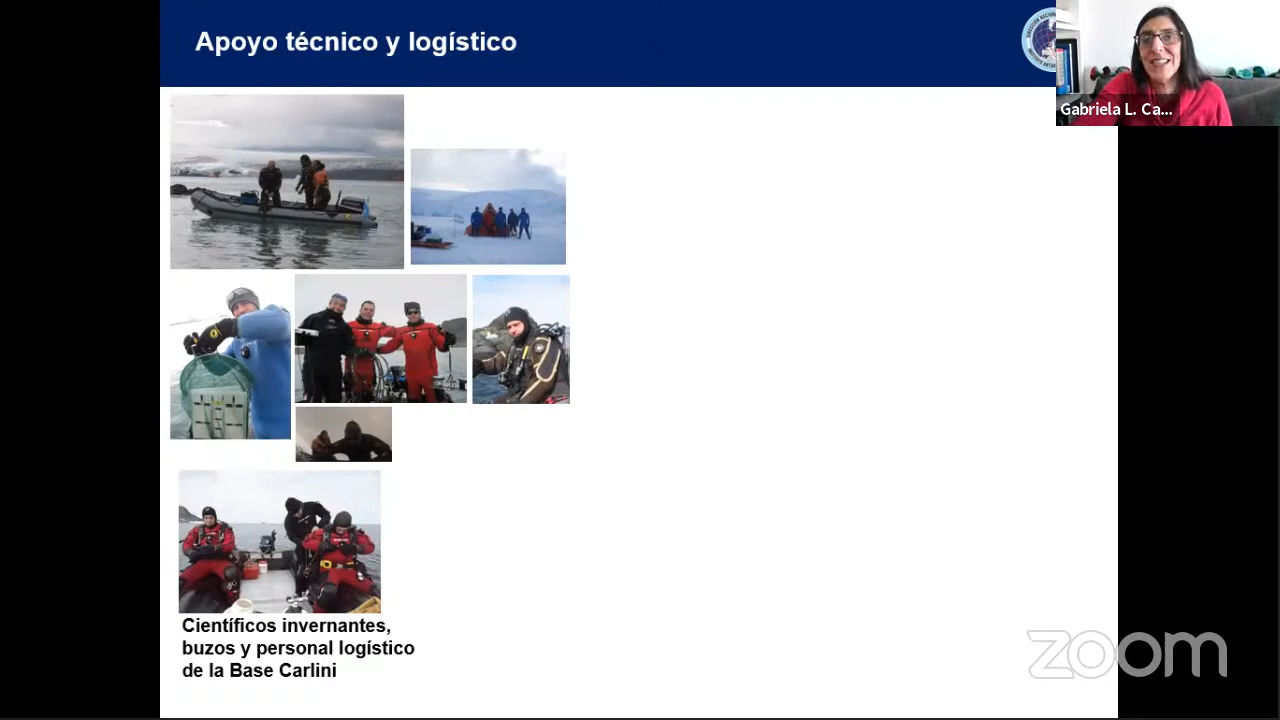 Apoyo técnico y logístico
Gabriela L. Ca...
Científicos invernantes,
buzos y personal logístico
de la Base Carlini
zoom